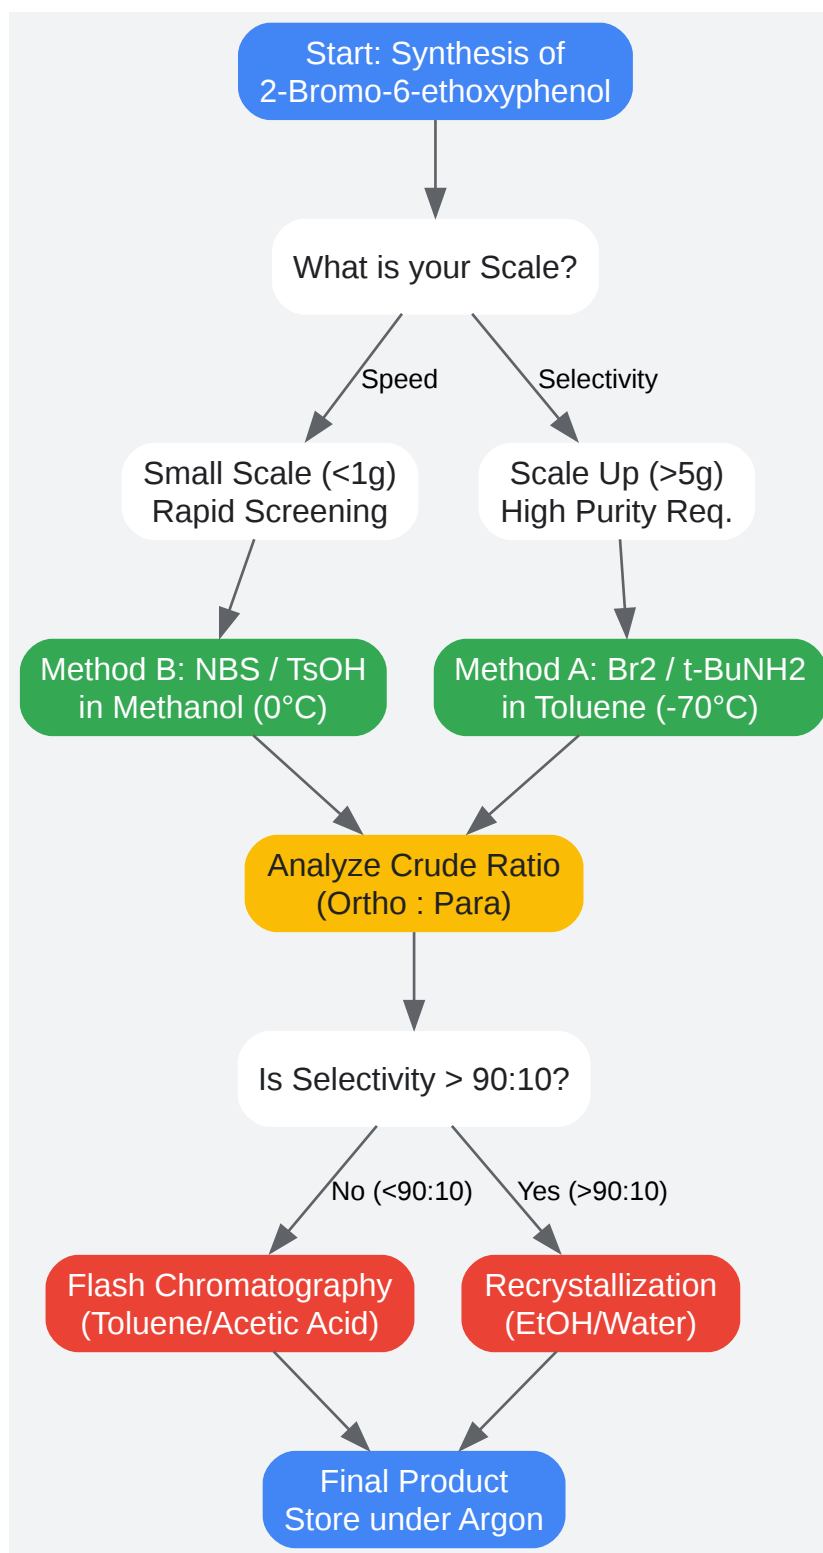 Start: Synthesis of
2-Bromo-6-ethoxyphenol
What is your Scale?
Speed
Selectivity
Small Scale (<1g)
Rapid Screening
Scale Up (>5g)
High Purity Req.
Method B: NBS / TsOH
in Methanol (0°C)
Method A: Br2 / t-BuNH2
in Toluene (-70°C)
Analyze Crude Ratio
(Ortho : Para)
Is Selectivity > 90:10?
No (<90:10)
Yes (>90:10)
Flash Chromatography
(Toluene/Acetic Acid)
Recrystallization
(EtOH/Water)
Final Product
Store under Argon